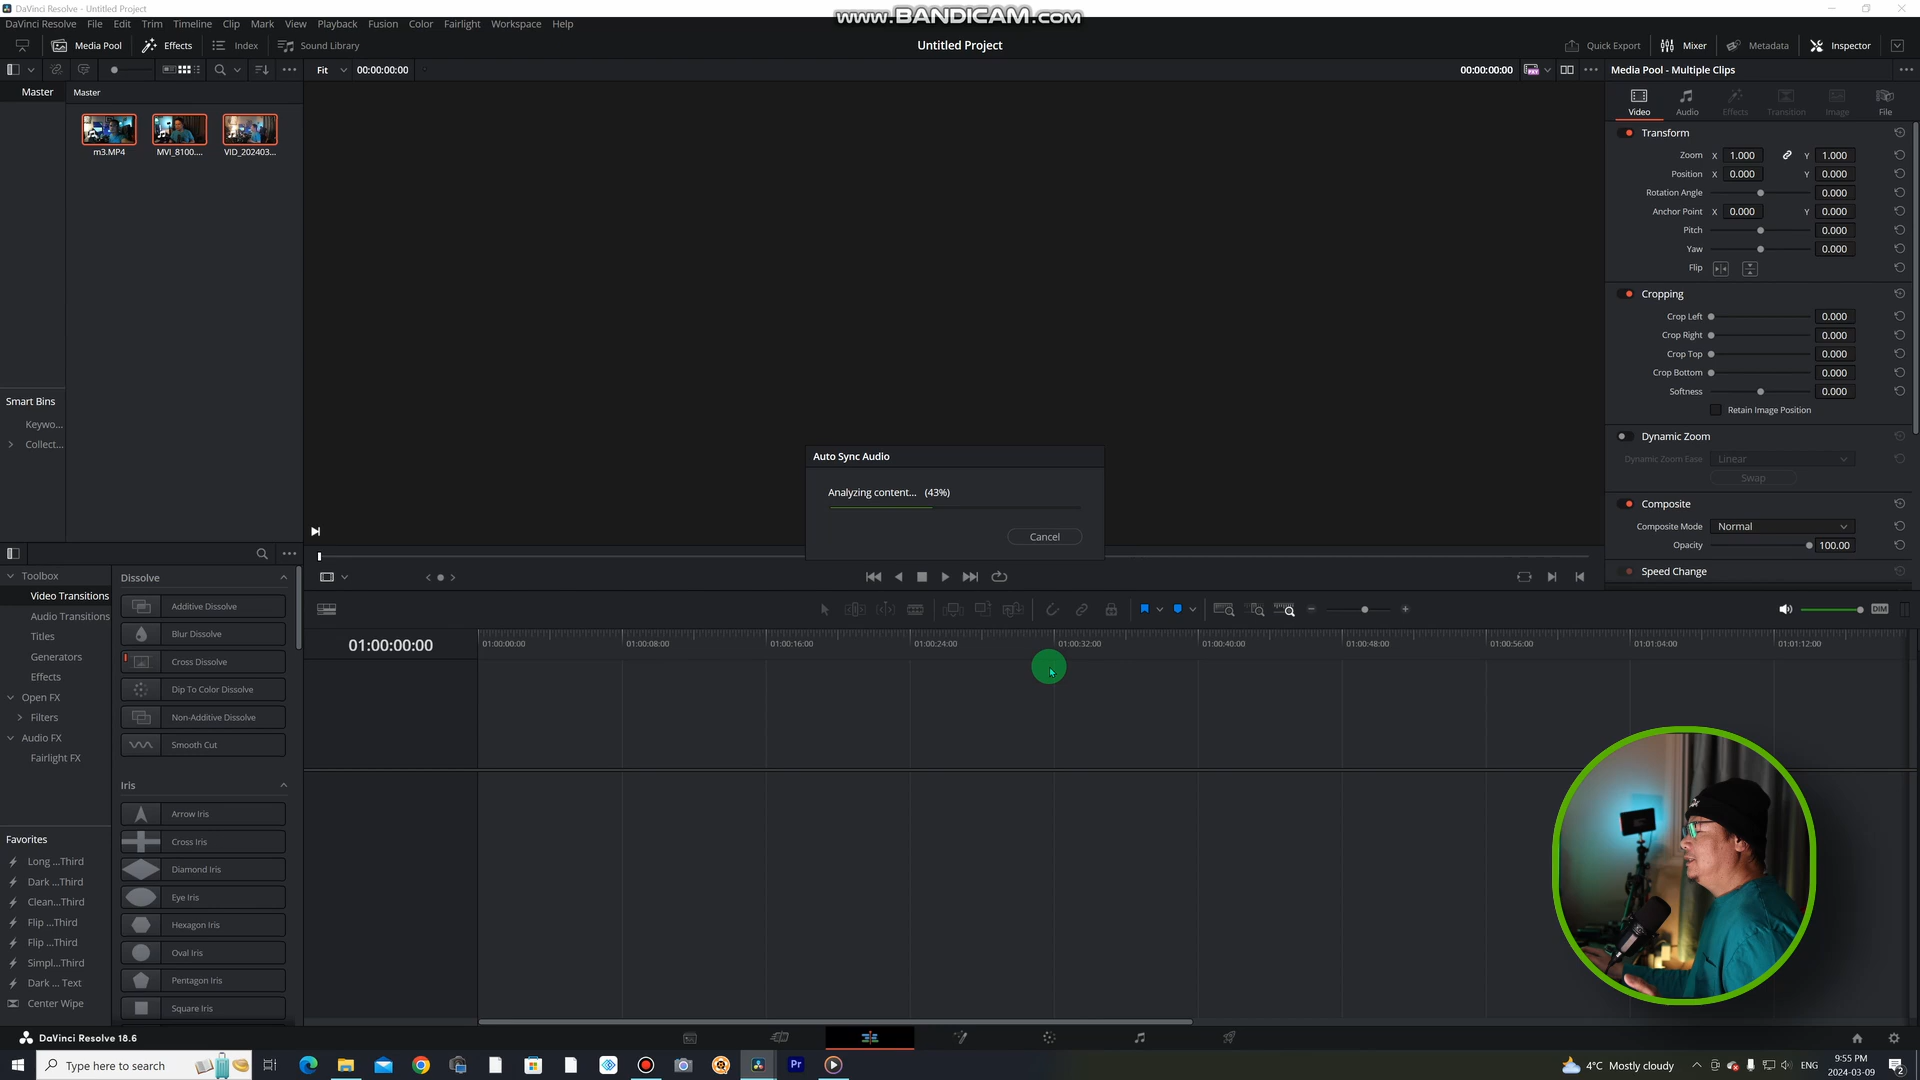 DaVinci Resolve - Untitled Project
www.BANDICAM.com
DaVinci Resolve File Edit Trim Timeline Clip Mark View Playback Fusion Color Fairlight Workspace Help
Media Pool Effects Index Sound Library
Untitled Project
Quick Export Mixer Metadata Inspector
Fit 00:00:00:00
00:00:00:00
Media Pool - Multiple Clips
Master
Master
m3.MP4 MVI_8100.... VID_202403...
Video Audio Effects Transition Image File
Transform
Zoom X 1.000 Y 1.000
Position X 0.000 Y 0.000
Rotation Angle 0.000
Anchor Point X 0.000 Y 0.000
Pitch 0.000
Yaw 0.000
Flip
Cropping
Crop Left 0.000
Crop Right 0.000
Crop Top 0.000
Crop Bottom 0.000
Softness 0.000
Retain Image Position
Dynamic Zoom
Dynamic Zoom Ease Linear
Swap
Composite
Composite Mode Normal
Opacity 100.00
Speed Change
Smart Bins
Keywo...
Collect...
Auto Sync Audio
Analyzing content... (43%)
Cancel
Toolbox
Video Transitions
Audio Transitions
Titles
Generators
Effects
Open FX
Filters
Audio FX
Fairlight FX
Dissolve
Additive Dissolve
Blur Dissolve
Cross Dissolve
Dip To Color Dissolve
Non-Additive Dissolve
Smooth Cut
Iris
Arrow Iris
Cross Iris
Diamond Iris
Eye Iris
Hexagon Iris
Oval Iris
Pentagon Iris
Square Iris
Favorites
Long ...Third
Dark ...Third
Clean...Third
Flip ...Third
Flip ...Third
Simpl...Third
Dark ... Text
Center Wipe
DIM
01:00:00:00
01:00:00:00 01:00:08:00 01:00:16:00 01:00:24:00 01:00:32:00 01:00:40:00 01:00:48:00 01:00:56:00 01:01:04:00 01:01:12:00
DaVinci Resolve 18.6
Type here to search
Pr
4°C Mostly cloudy
ENG
9:55 PM
2024-03-09
2